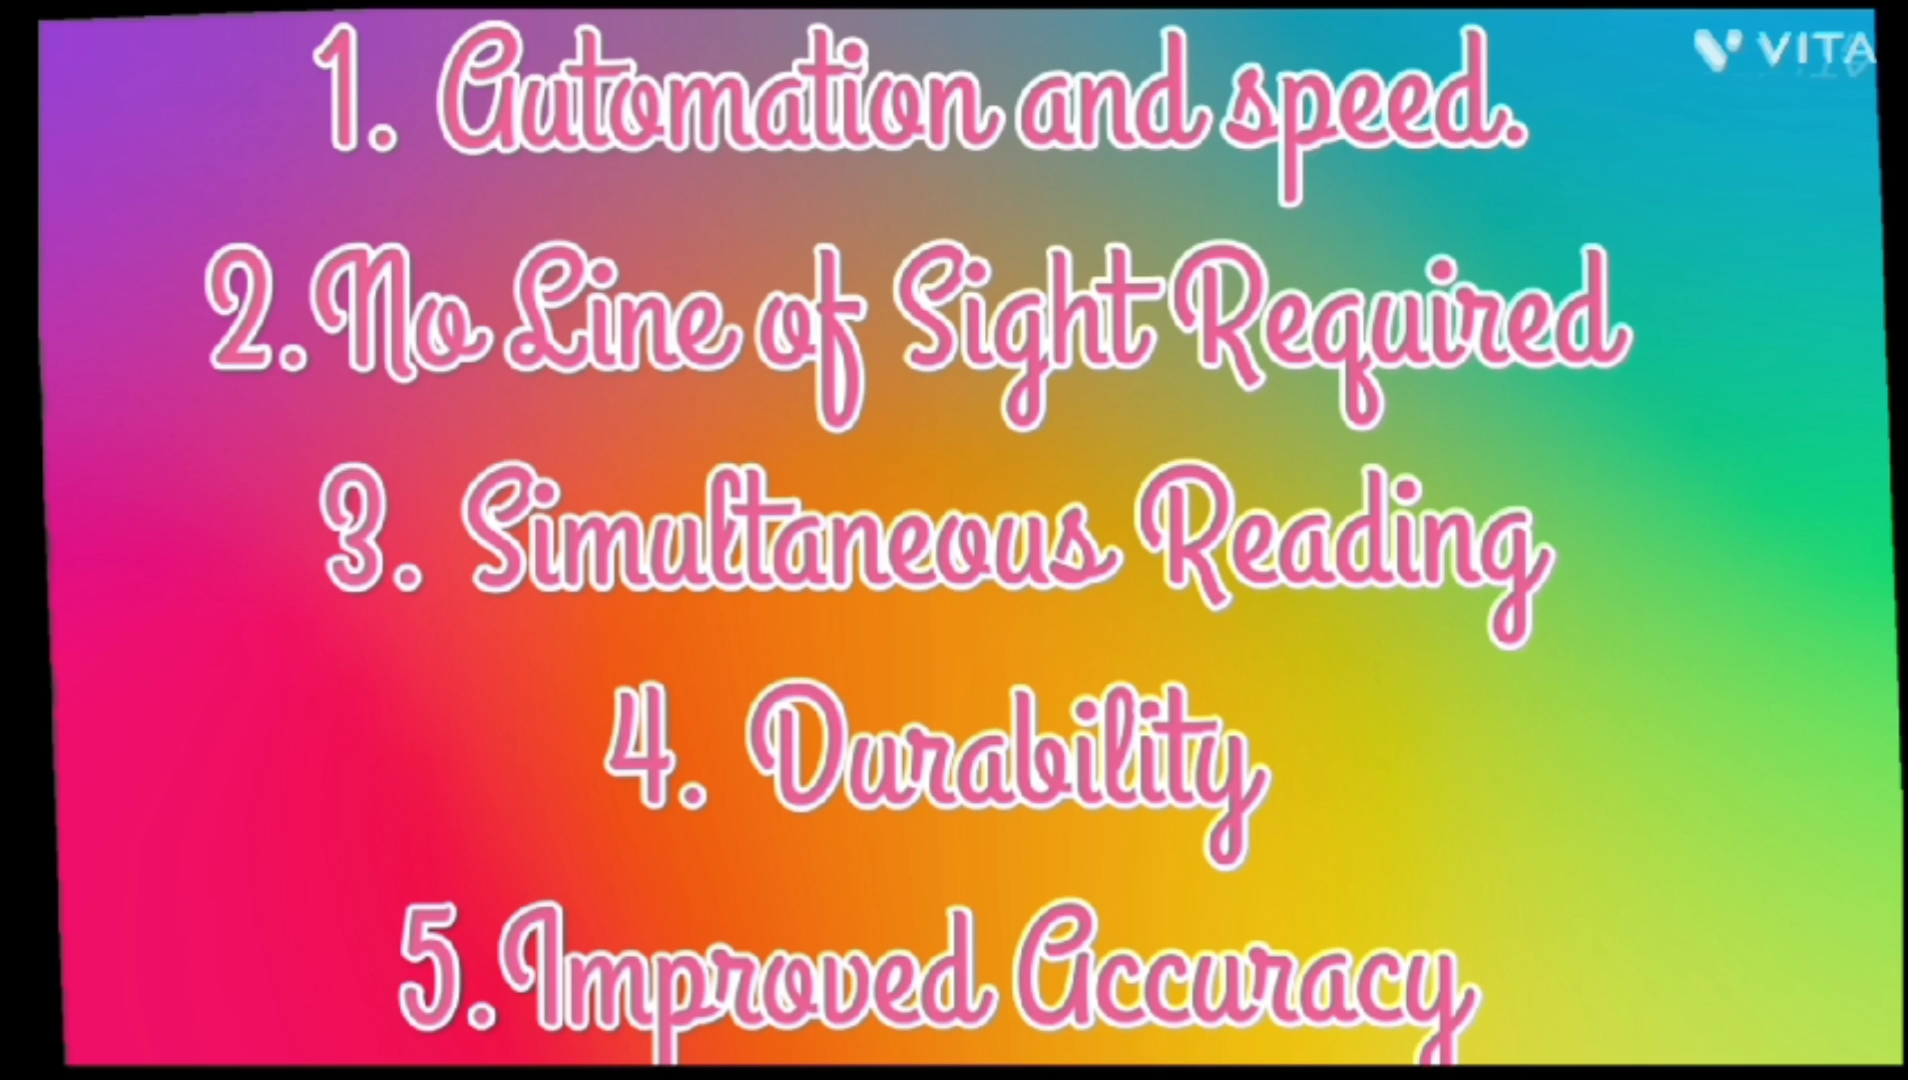 1. Automation and speed.
VITA
2.No Line of Sight Required
3. Simultaneous Reading
4. Durability
5.Improved Accuracy